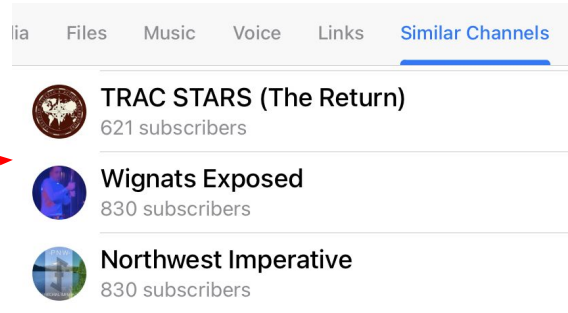 ia Files Music Voice Links Similar Channels
TRAC STARS (The Return)
621 subscribers
Wignats Exposed
830 subscribers
Northwest Imperative
830 subscribers